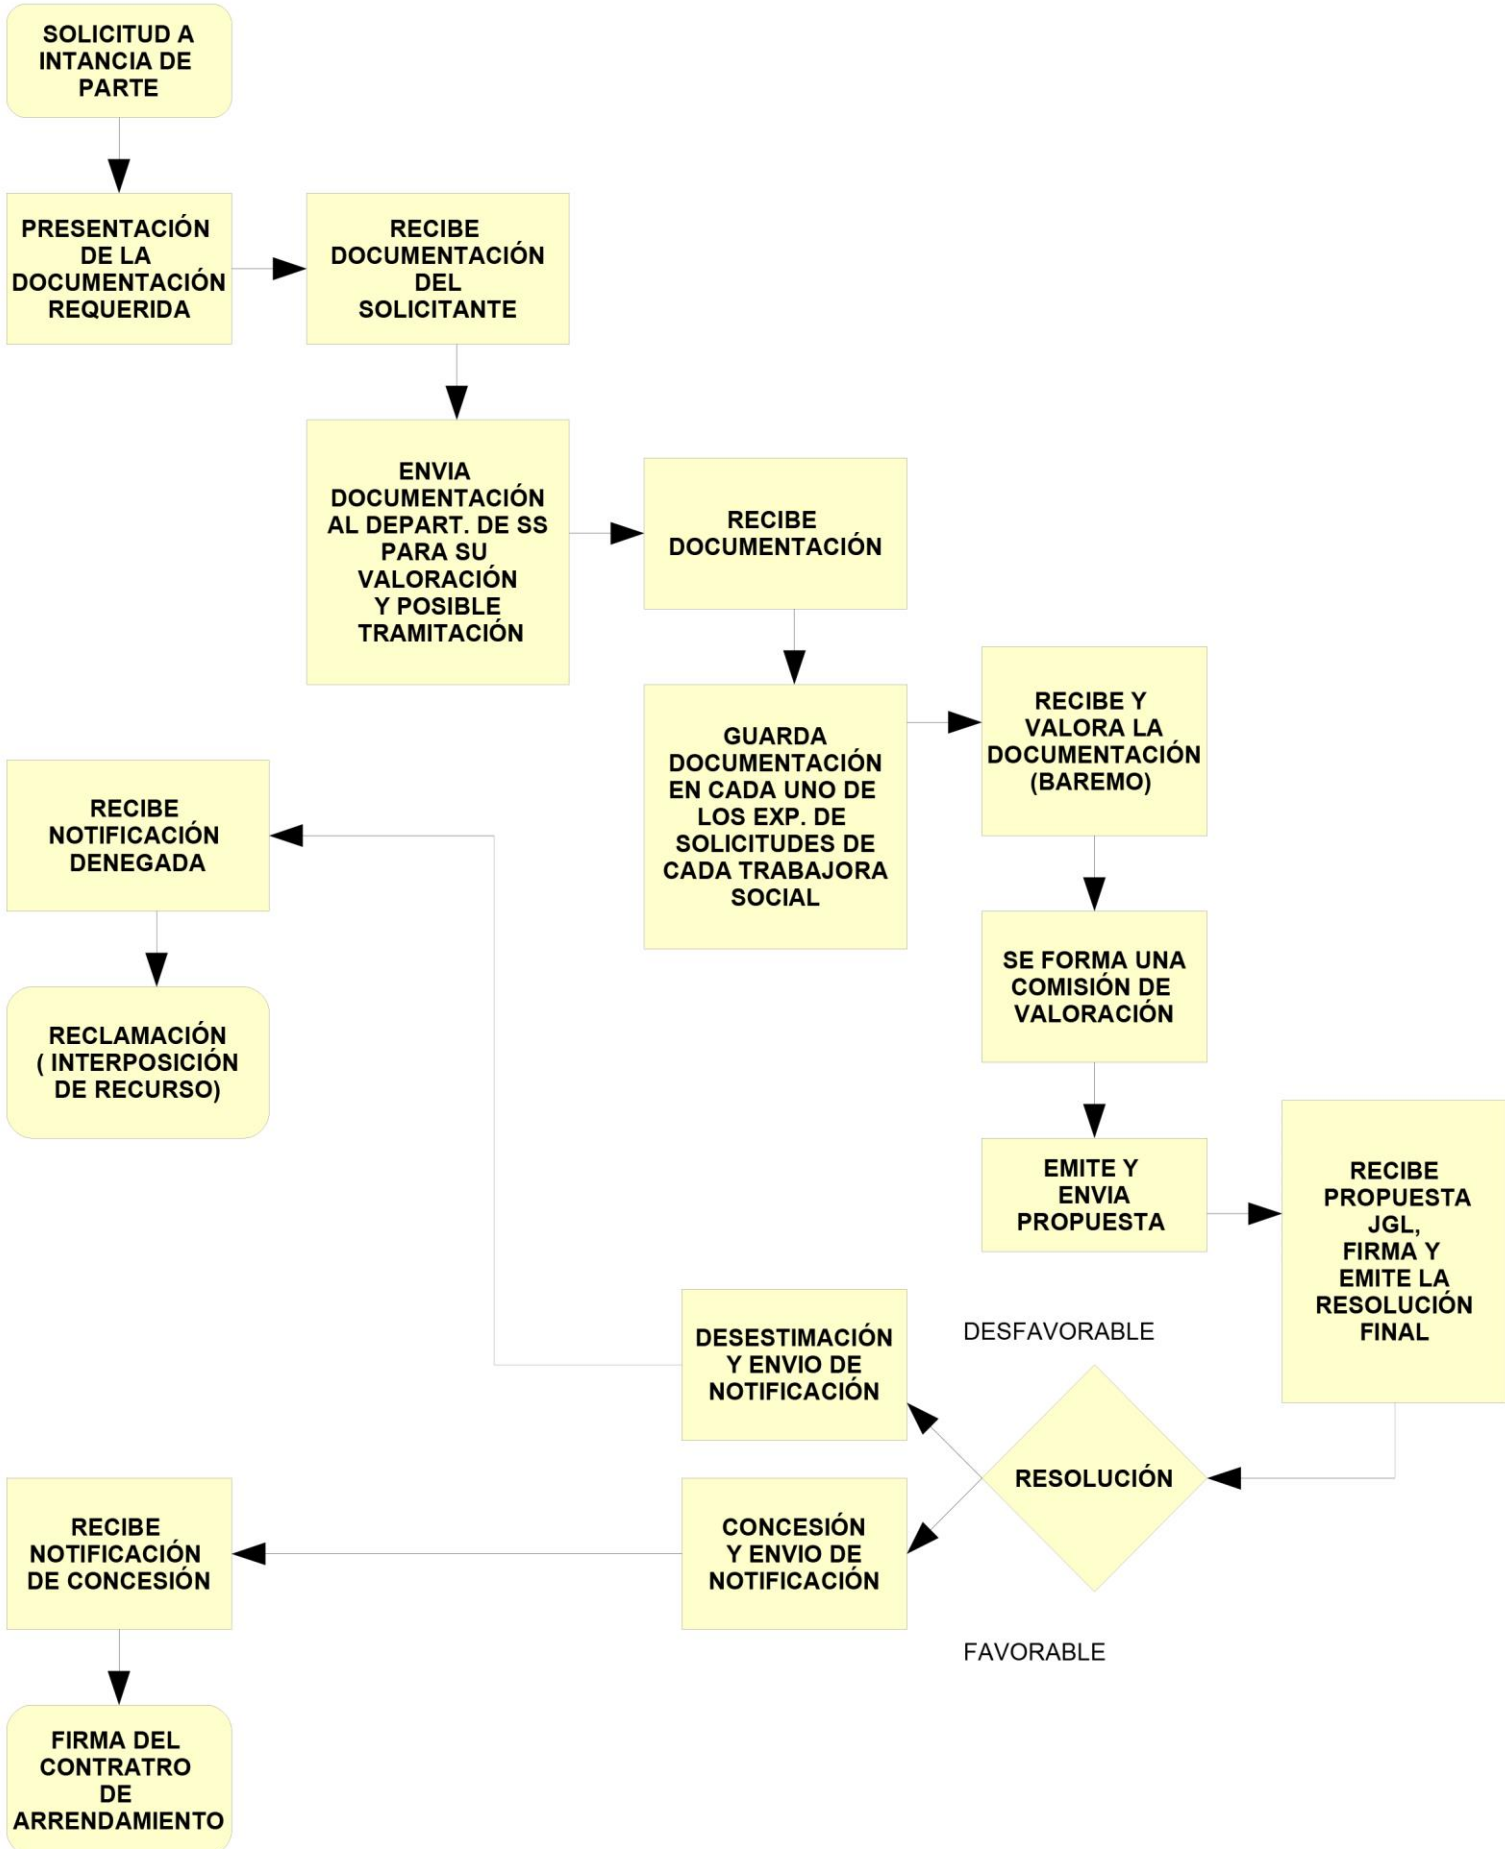 SOLICITUD A
INTANCIA DE
PARTE
PRESENTACIÓN
DE LA
DOCUMENTACIÓN
REQUERIDA
RECIBE
DOCUMENTACIÓN
DEL
SOLICITANTE
ENVIA
DOCUMENTACIÓN
AL DEPART. DE SS
PARA SU
VALORACIÓN
Y POSIBLE
TRAMITACIÓN
RECIBE
DOCUMENTACIÓN
GUARDA
DOCUMENTACIÓN
EN CADA UNO DE
LOS EXP. DE
SOLICITUDES DE
CADA TRABAJORA
SOCIAL
RECIBE Y
VALORA LA
DOCUMENTACIÓN
(BAREMO)
SE FORMA UNA
COMISIÓN DE
VALORACIÓN
EMITE Y
ENVIA
PROPUESTA
RECIBE
PROPUESTA
JGL,
FIRMA Y
EMITE LA
RESOLUCIÓN
FINAL
RESOLUCIÓN
DESFAVORABLE
DESESTIMACIÓN
Y ENVIO DE
NOTIFICACIÓN
RECIBE
NOTIFICACIÓN
DENEGADA
RECLAMACIÓN
( INTERPOSICIÓN
DE RECURSO)
FAVORABLE
CONCESIÓN
Y ENVIO DE
NOTIFICACIÓN
RECIBE
NOTIFICACIÓN
DE CONCESIÓN
FIRMA DEL
CONTRATRO
DE
ARRENDAMIENTO